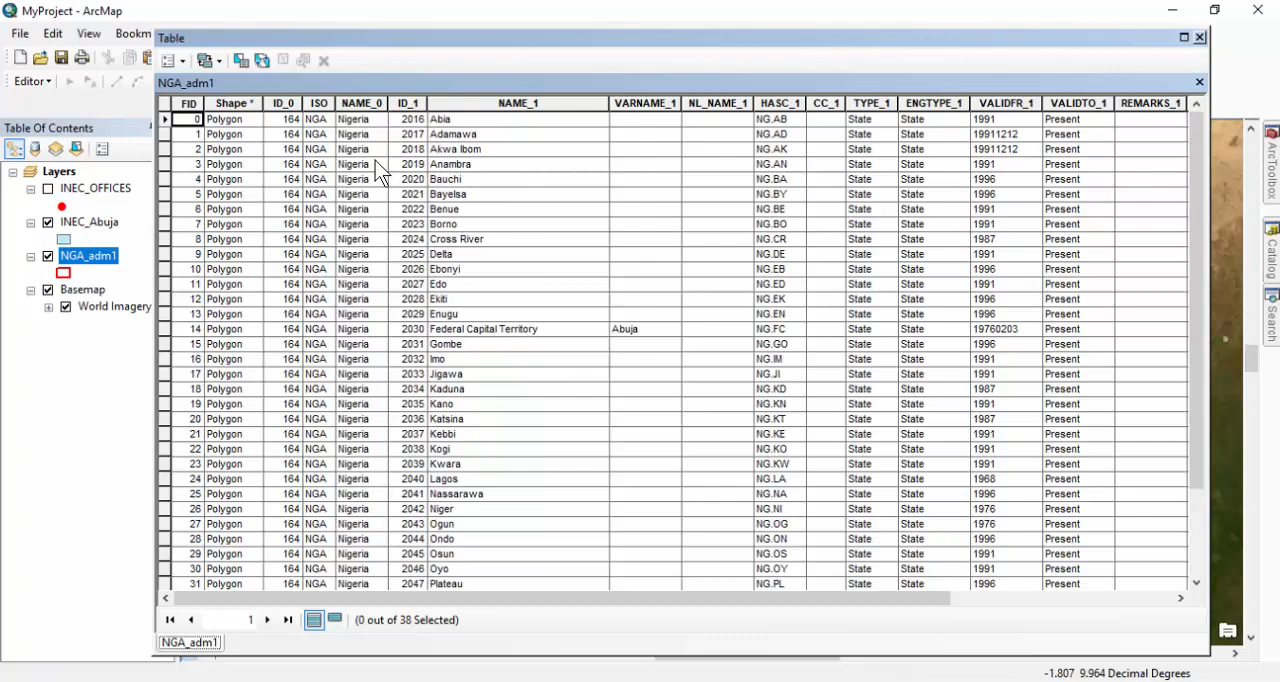 MyProject - ArcMap
File Edit View Bookm
Table
Editor
NGA_adm1
Table Of Contents
Layers
INEC_OFFICES
INEC_Abuja
NGA_adm1
Basemap
World Imagery
FID Shape * ID_0 ISO NAME_0 ID_1 NAME_1 VARNAME_1 NL_NAME_1 HASC_1 CC_1 TYPE_1 ENGTYPE_1 VALIDFR_1 VALIDTO_1 REMARKS_1
0 Polygon 164 NGA Nigeria 2016 Abia NG.AB State State 1991 Present
1 Polygon 164 NGA Nigeria 2017 Adamawa NG.AD State State 19911212 Present
2 Polygon 164 NGA Nigeria 2018 Akwa Ibom NG.AK State State 19911212 Present
3 Polygon 164 NGA Nigeria 2019 Anambra NG.AN State State 1991 Present
4 Polygon 164 NGA Nigeria 2020 Bauchi NG.BA State State 1996 Present
5 Polygon 164 NGA Nigeria 2021 Bayelsa NG.BY State State 1996 Present
6 Polygon 164 NGA Nigeria 2022 Benue NG.BE State State 1991 Present
7 Polygon 164 NGA Nigeria 2023 Borno NG.BO State State 1991 Present
8 Polygon 164 NGA Nigeria 2024 Cross River NG.CR State State 1987 Present
9 Polygon 164 NGA Nigeria 2025 Delta NG.DE State State 1991 Present
10 Polygon 164 NGA Nigeria 2026 Ebonyi NG.EB State State 1996 Present
11 Polygon 164 NGA Nigeria 2027 Edo NG.ED State State 1991 Present
12 Polygon 164 NGA Nigeria 2028 Ekiti NG.EK State State 1996 Present
13 Polygon 164 NGA Nigeria 2029 Enugu NG.EN State State 1996 Present
14 Polygon 164 NGA Nigeria 2030 Federal Capital Territory Abuja NG.FC State State 19760203 Present
15 Polygon 164 NGA Nigeria 2031 Gombe NG.GO State State 1996 Present
16 Polygon 164 NGA Nigeria 2032 Imo NG.IM State State 1991 Present
17 Polygon 164 NGA Nigeria 2033 Jigawa NG.JI State State 1991 Present
18 Polygon 164 NGA Nigeria 2034 Kaduna NG.KD State State 1987 Present
19 Polygon 164 NGA Nigeria 2035 Kano NG.KN State State 1991 Present
20 Polygon 164 NGA Nigeria 2036 Katsina NG.KT State State 1987 Present
21 Polygon 164 NGA Nigeria 2037 Kebbi NG.KE State State 1991 Present
22 Polygon 164 NGA Nigeria 2038 Kogi NG.KO State State 1991 Present
23 Polygon 164 NGA Nigeria 2039 Kwara NG.KW State State 1991 Present
24 Polygon 164 NGA Nigeria 2040 Lagos NG.LA State State 1968 Present
25 Polygon 164 NGA Nigeria 2041 Nassarawa NG.NA State State 1996 Present
26 Polygon 164 NGA Nigeria 2042 Niger NG.NI State State 1976 Present
27 Polygon 164 NGA Nigeria 2043 Ogun NG.OG State State 1976 Present
28 Polygon 164 NGA Nigeria 2044 Ondo NG.ON State State 1996 Present
29 Polygon 164 NGA Nigeria 2045 Osun NG.OS State State 1991 Present
30 Polygon 164 NGA Nigeria 2046 Oyo NG.OY State State 1991 Present
31 Polygon 164 NGA Nigeria 2047 Plateau NG.PL State State 1996 Present
1 (0 out of 38 Selected)
NGA_adm1
ArcToolbox
Catalog
Search
-1.807 9.964 Decimal Degrees